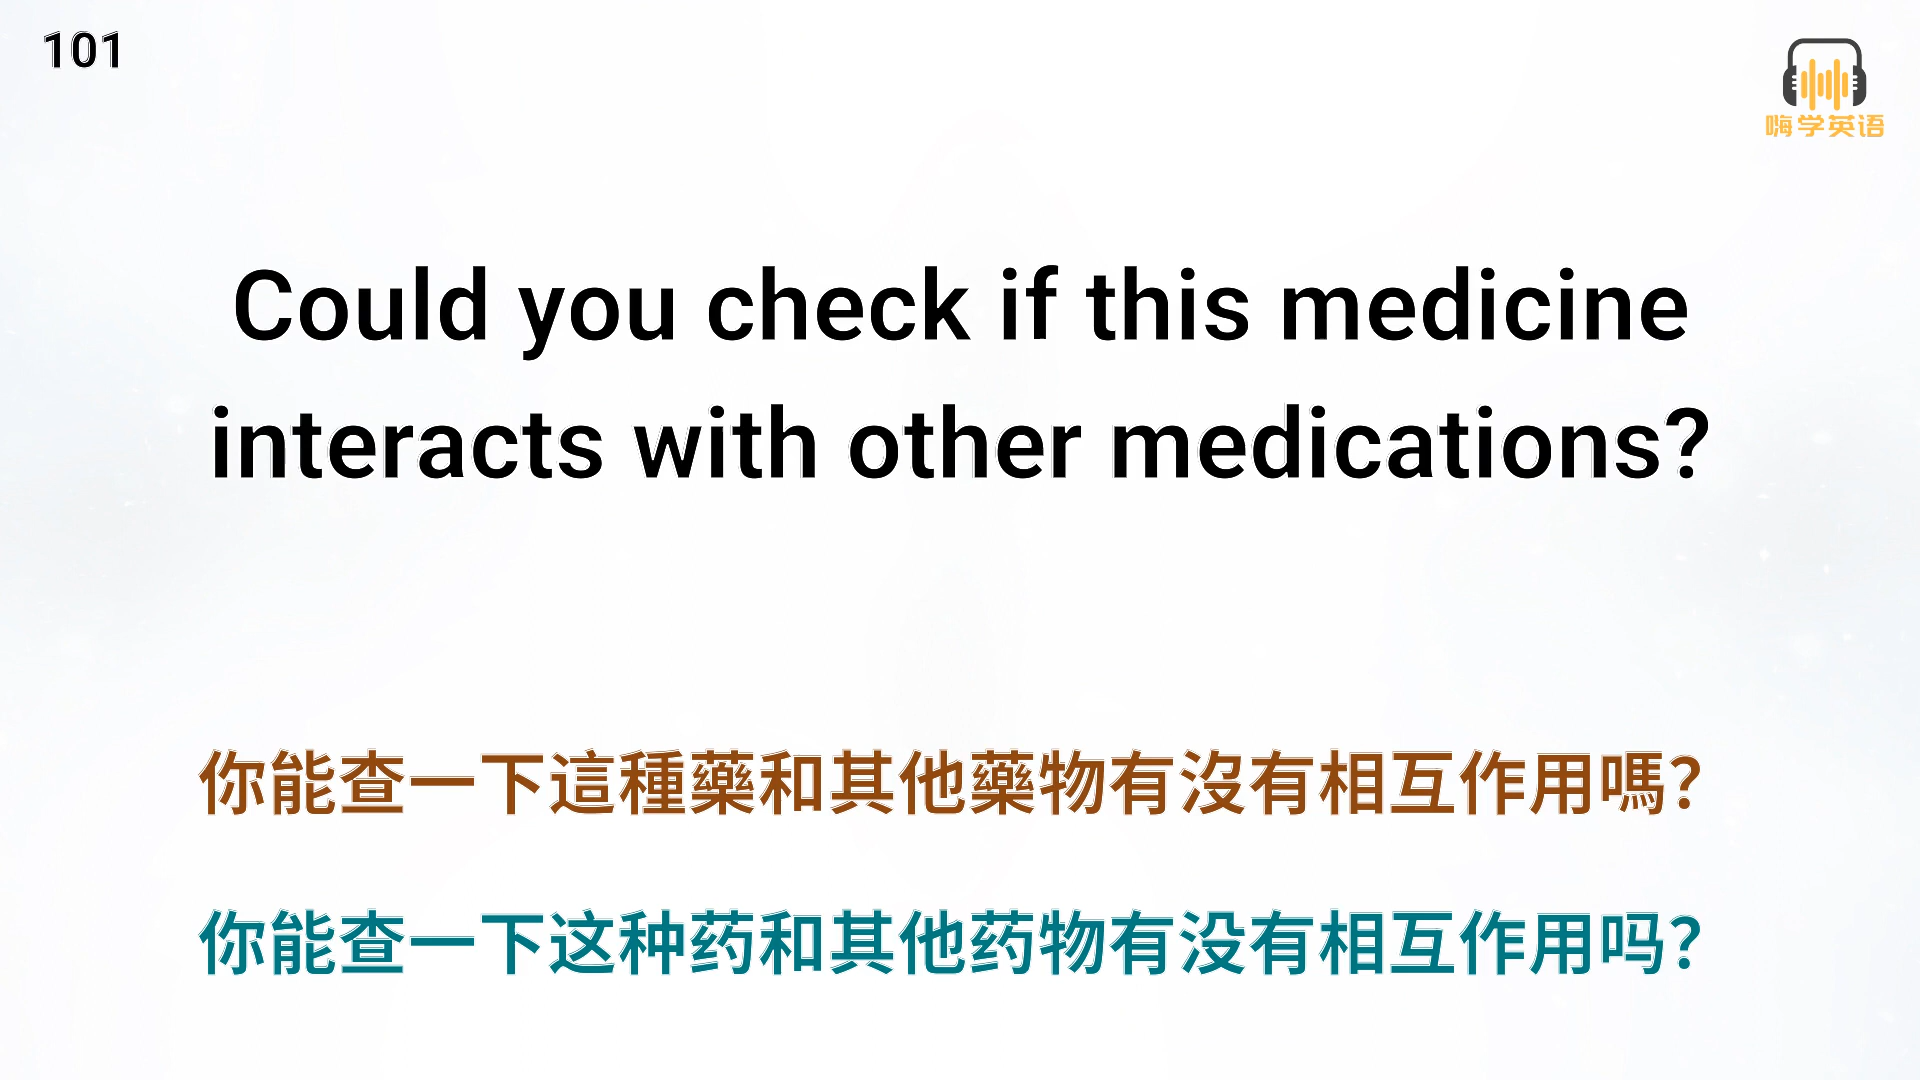 101
嗨学英语
Could you check if this medicine
interacts with other medications?
你能查一下這種藥和其他藥物有沒有相互作用嗎?
你能查一下这种药和其他药物有没有相互作用吗?